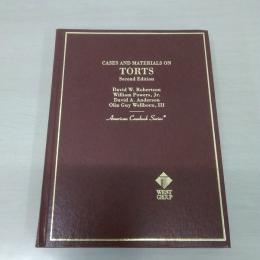 CASES AND MATERIALS ON
TORTS
Second Edition
David W. Robertson
William Powers, Jr.
David A. Anderson
Olin Guy Wellborn, III
American Casebook Series®
WEST
GROUP